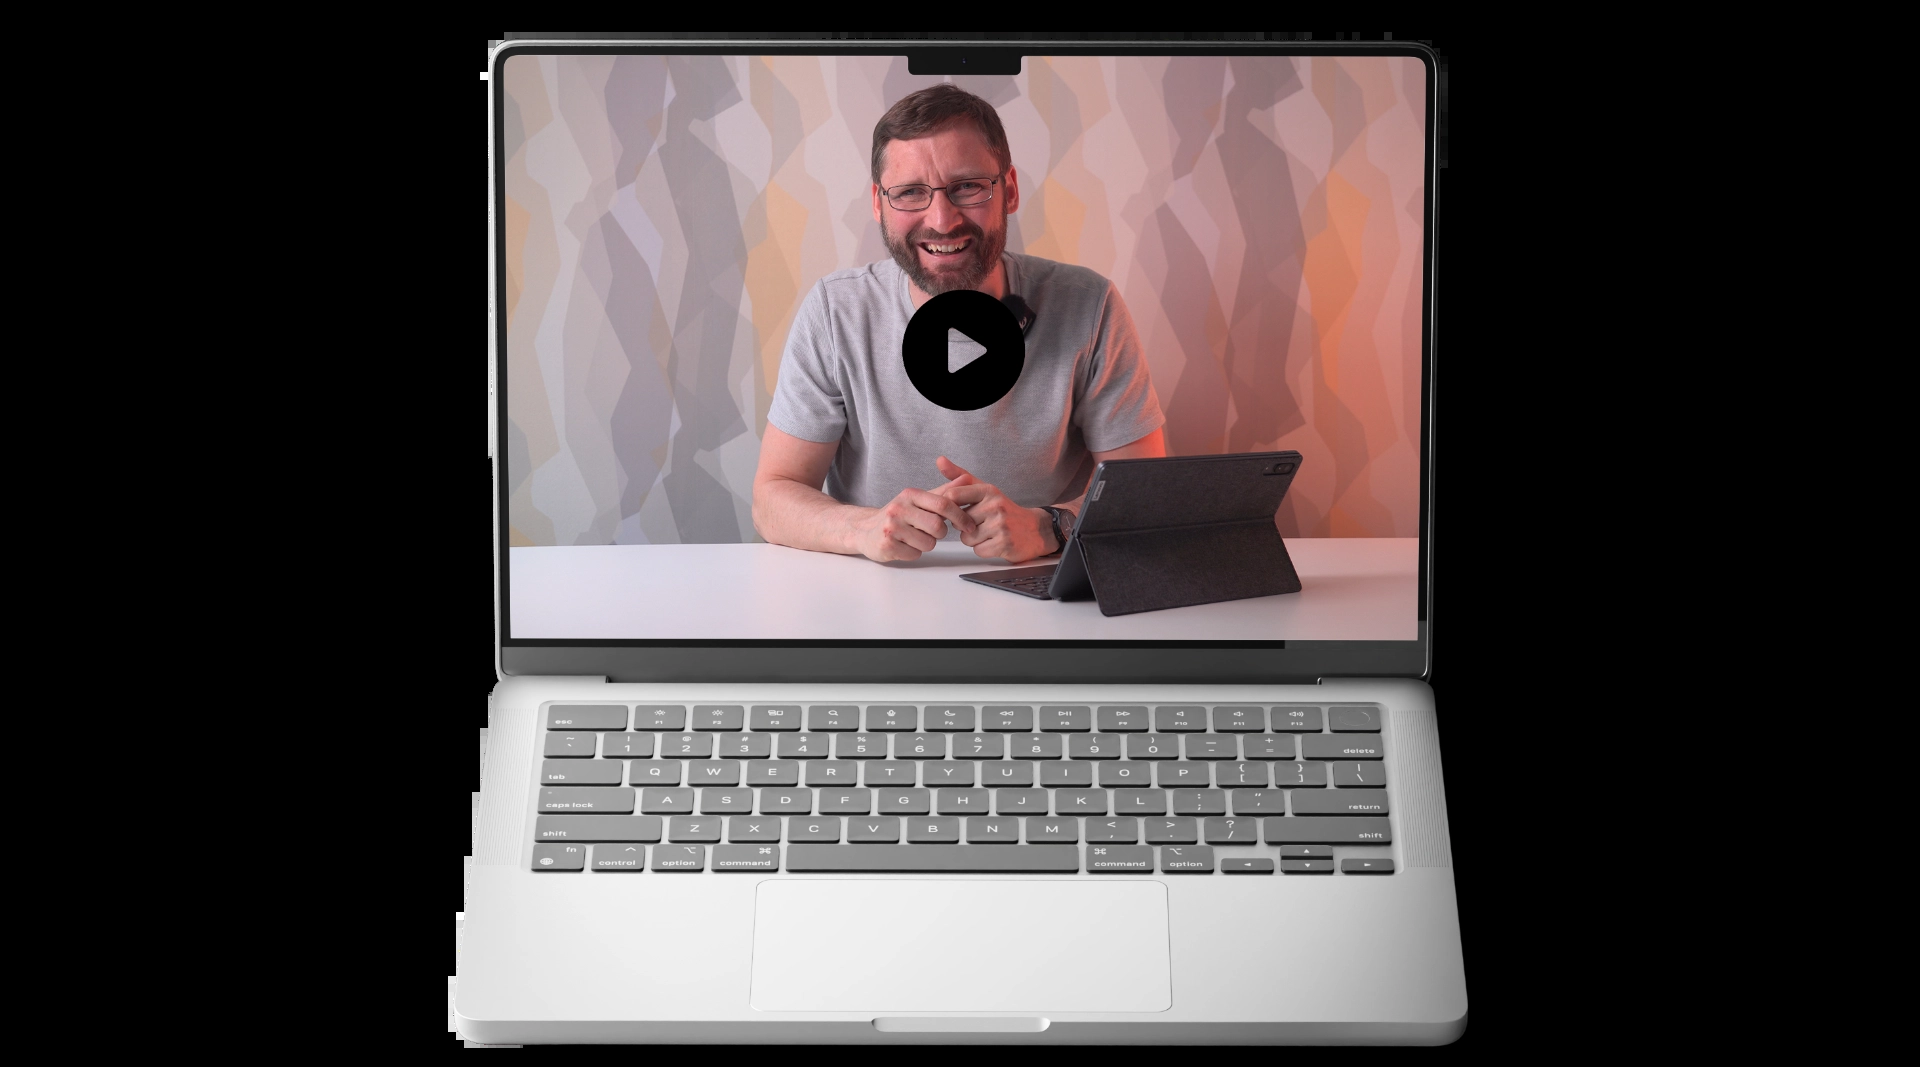 esc F1 F2 F3 F4 F5 F6 F7 F8 F9 F10 F11 F12
~ ` ! 1 @ 2 # 3 $ 4 % 5 ^ 6 & 7 * 8 ( 9 ) 0 — - + = delete
tab Q W E R T Y U I O P { [ } ] | \
caps lock A S D F G H J K L : ; " ' return
shift Z X C V B N M < , > . ? / shift
fn control option command command option